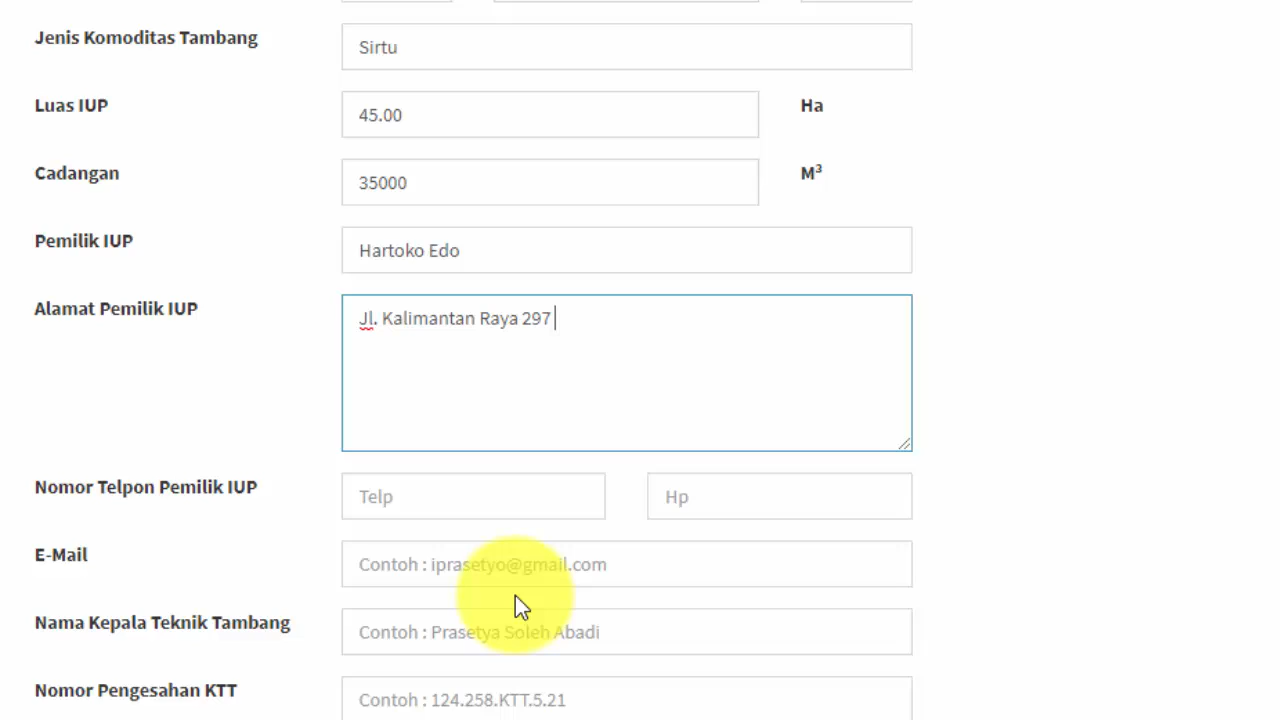 Jenis Komoditas Tambang
Sirtu
Luas IUP
45.00
Ha
Cadangan
35000
M³
Pemilik IUP
Hartoko Edo
Alamat Pemilik IUP
Jl. Kalimantan Raya 297
Nomor Telpon Pemilik IUP
Telp
Hp
E-Mail
Contoh : iprasetyo@gmail.com
Nama Kepala Teknik Tambang
Contoh : Prasetya Soleh Abadi
Nomor Pengesahan KTT
Contoh : 124.258.KTT.5.21